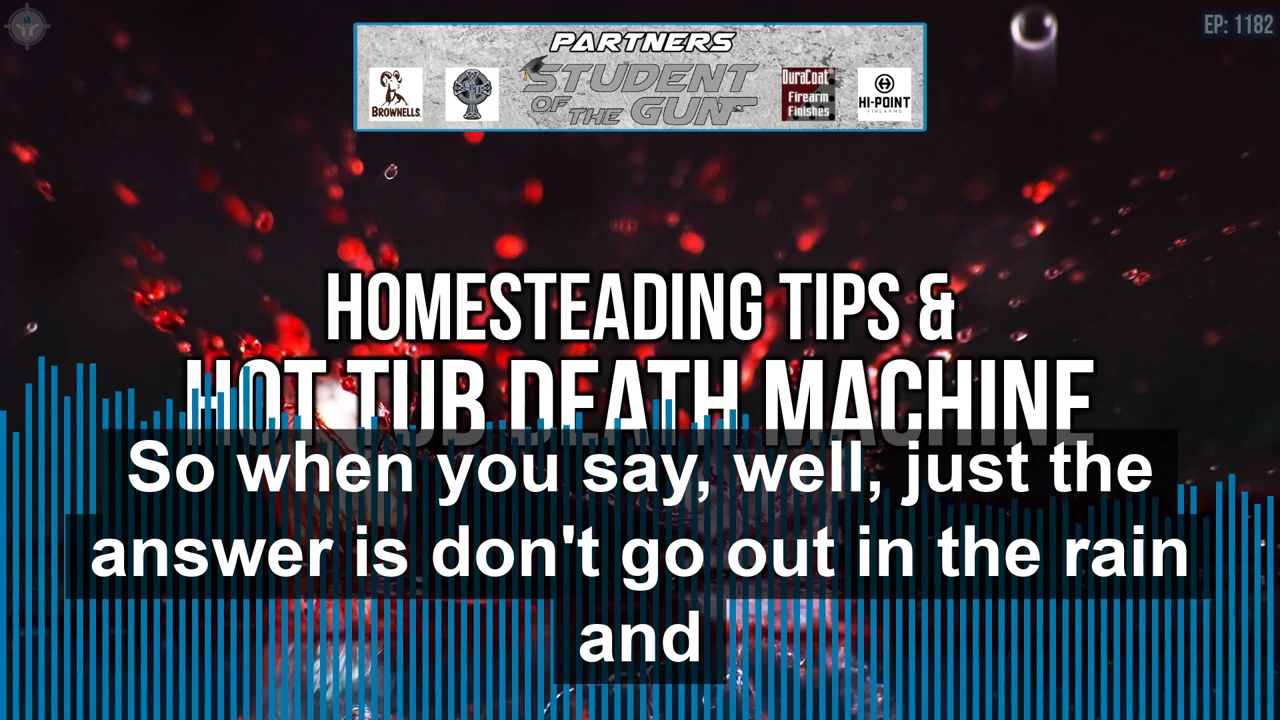 EP: 1182
PARTNERS
STUDENT
OF THE GUN
BROWNELLS
DuraCoat
Firearm
Finishes
HI-POINT
FIREARMS
HOMESTEADING TIPS &
HOT TUB DEATH MACHINE
So when you say, well, just the
answer is don't go out in the rain
and